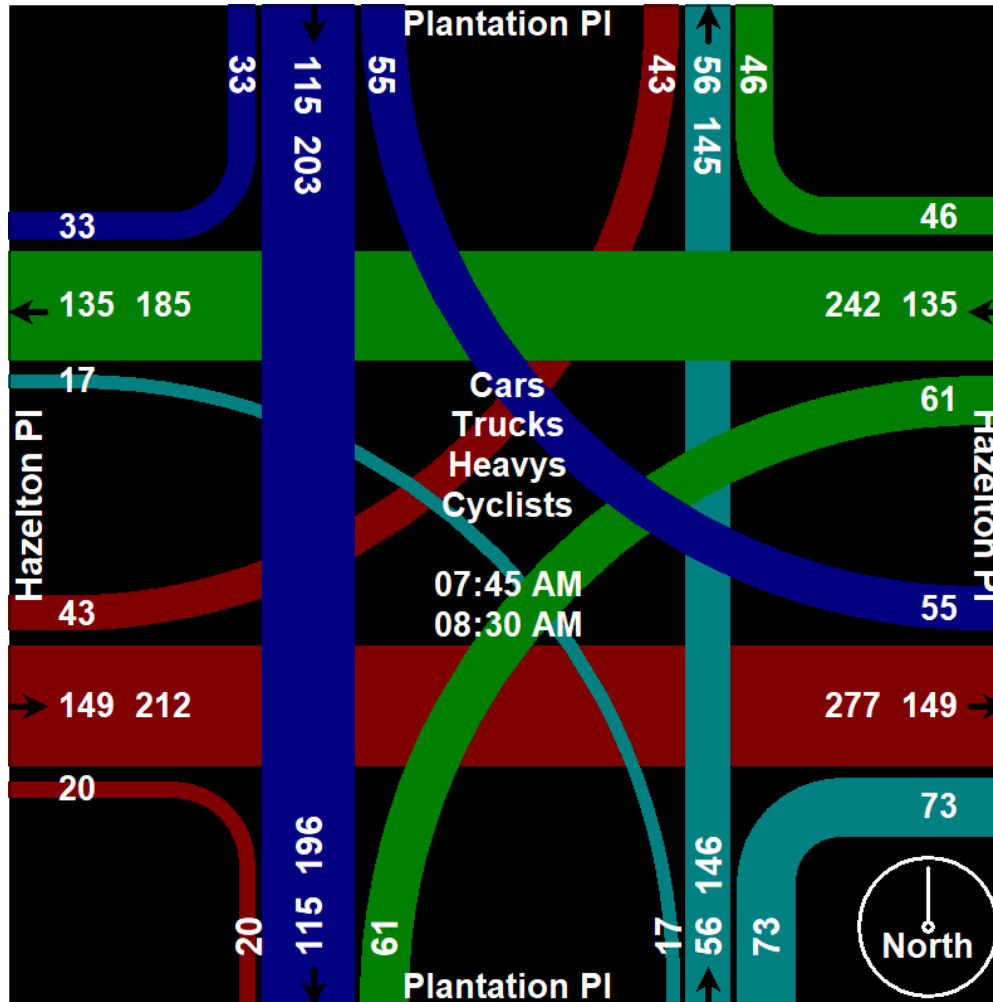 Plantation Pl
33
115 203
55
43
56 145
46
33
46
135 185
242 135
17
61
Cars
Trucks
Heavys
Cyclists
Hazelton Pl
Hazelton Pl
07:45 AM
08:30 AM
43
55
149 212
277 149
20
73
20
115 196
61
17
56 146
73
North
Plantation Pl